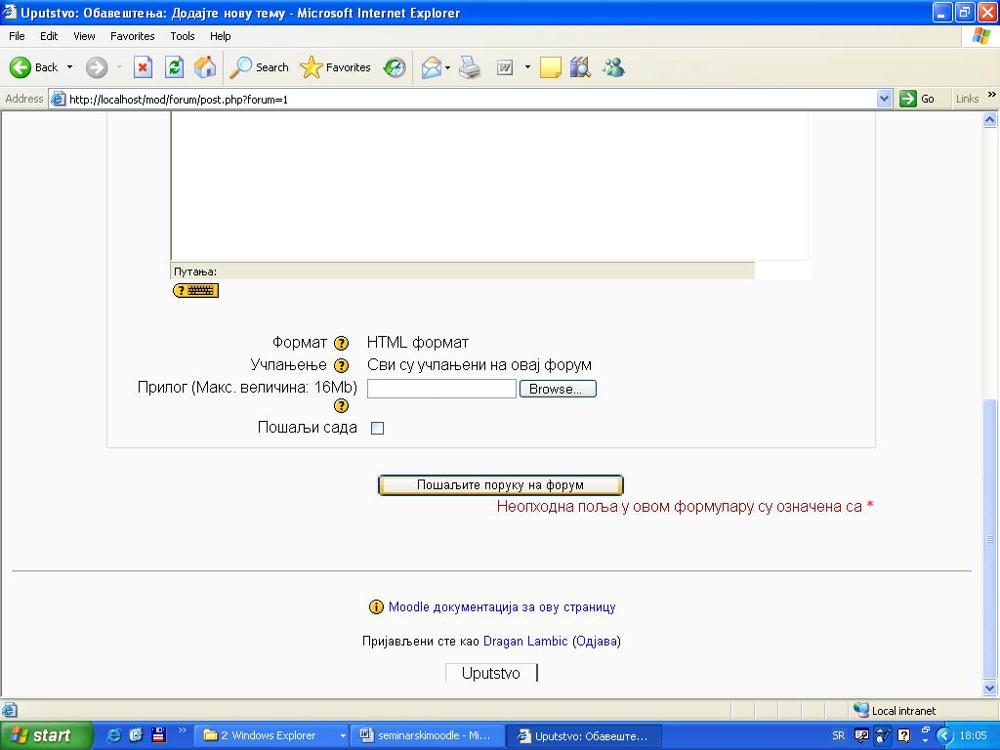 Uputstvo: Обавештења: Додајте нову тему - Microsoft Internet Explorer
File Edit View Favorites Tools Help
Back Search Favorites
Address http://localhost/mod/forum/post.php?forum=1 Go Links »
Путања:
Формат ? HTML формат
Учлањење ? Сви су учлањени на овај форум
Прилог (Макс. величина: 16Mb) Browse...
?
Пошаљи сада
Пошаљите поруку на форум
Неопходна поља у овом формулару су означена са *
Moodle документација за ову страницу
Пријављени сте као Dragan Lambic (Одјава)
Uputstvo
Local intranet
start » 2 Windows Explorer seminarskimoodle - Mi... Uputstvo: Обавеште... SR 18:05